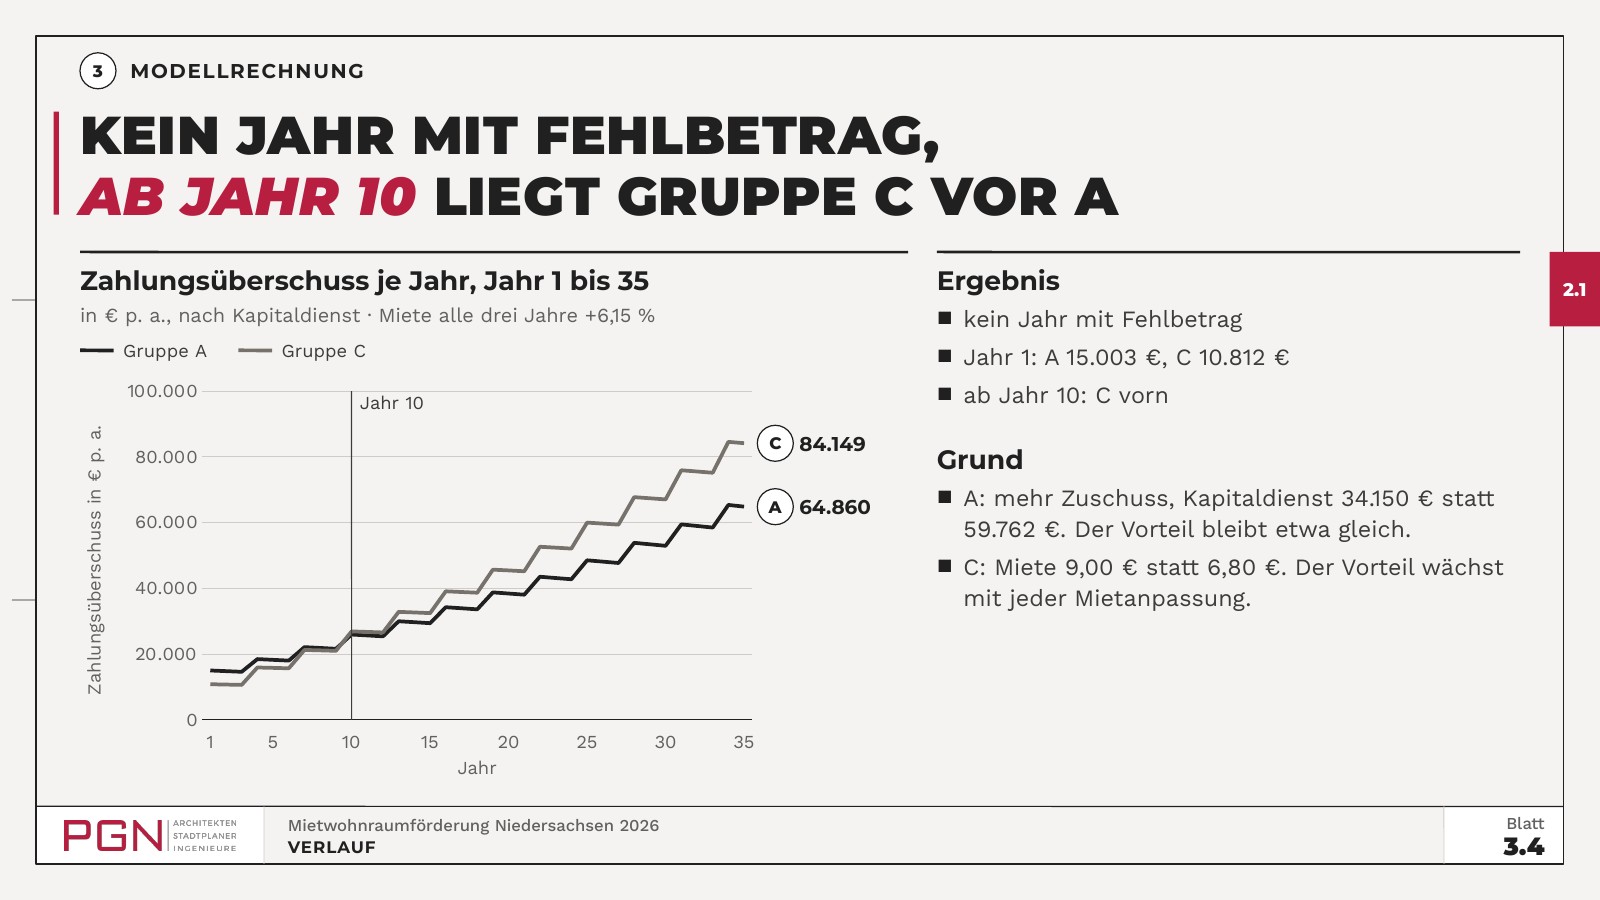 3 MODELLRECHNUNG
KEIN JAHR MIT FEHLBETRAG,
AB JAHR 10 LIEGT GRUPPE C VOR A
Zahlungsüberschuss je Jahr, Jahr 1 bis 35
in € p. a., nach Kapitaldienst · Miete alle drei Jahre +6,15 %
Gruppe A Gruppe C
Zahlungsüberschuss in € p. a.
100.000
80.000
60.000
40.000
20.000
0
Jahr 10
C 84.149
A 64.860
1 5 10 15 20 25 30 35
Jahr
Ergebnis
■ kein Jahr mit Fehlbetrag
■ Jahr 1: A 15.003 €, C 10.812 €
■ ab Jahr 10: C vorn
Grund
■ A: mehr Zuschuss, Kapitaldienst 34.150 € statt
59.762 €. Der Vorteil bleibt etwa gleich.
■ C: Miete 9,00 € statt 6,80 €. Der Vorteil wächst
mit jeder Mietanpassung.
2.1
PGN
ARCHITEKTEN
STADTPLANER
INGENIEURE
Mietwohnraumförderung Niedersachsen 2026
VERLAUF
Blatt
3.4